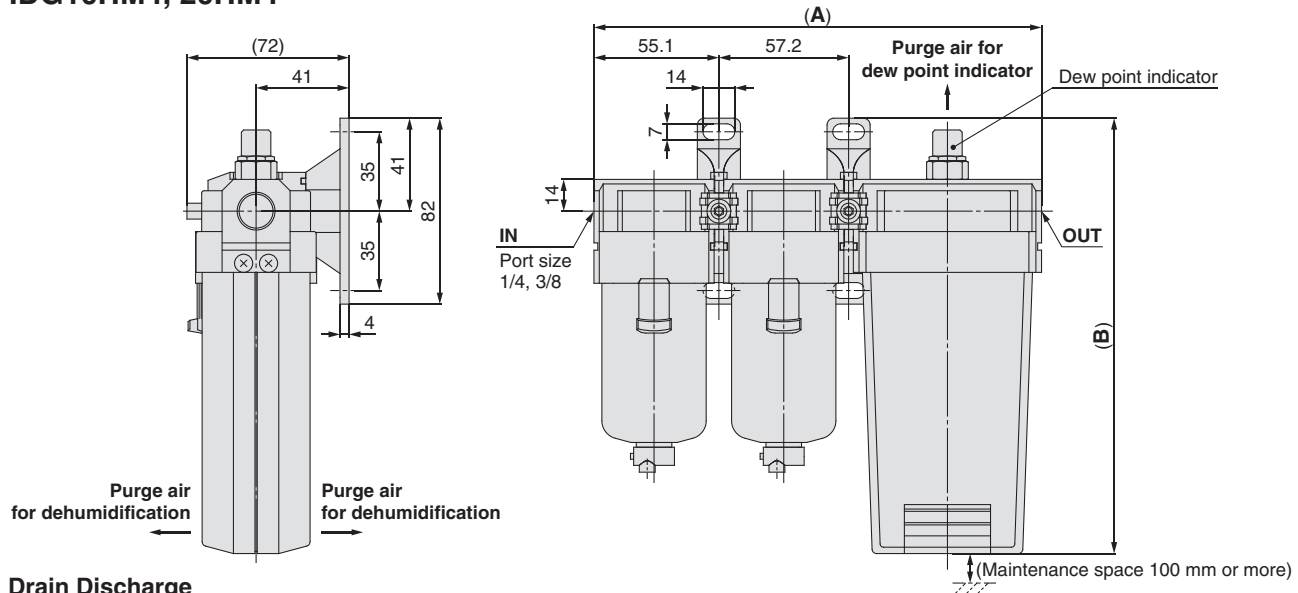 (72)
41
35
41
82
35
4
Purge air
for dehumidification
Purge air
for dehumidification
(A)
55.1
57.2
14
7
14
Purge air for
dew point indicator
Dew point indicator
IN
Port size
1/4, 3/8
OUT
(B)
(Maintenance space 100 mm or more)
Drain Discharge